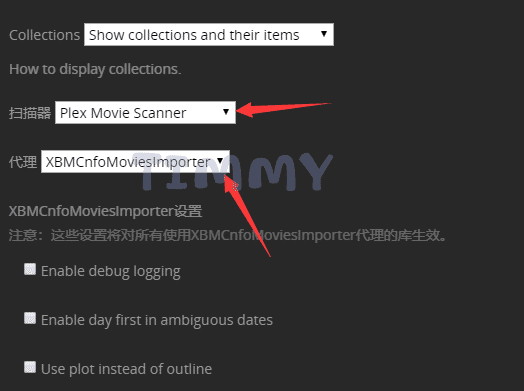 Collections Show collections and their items
How to display collections.
扫描器 Plex Movie Scanner
代理 XBMCnfoMoviesImporter
TIMMY
XBMCnfoMoviesImporter设置
注意：这些设置将对所有使用XBMCnfoMoviesImporter代理的库生效。
Enable debug logging
Enable day first in ambiguous dates
Use plot instead of outline